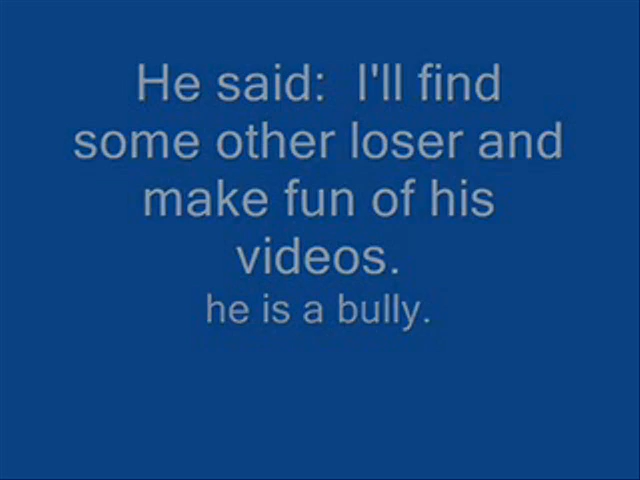 He said:  I'll find
some other loser and
make fun of his
videos.
he is a bully.